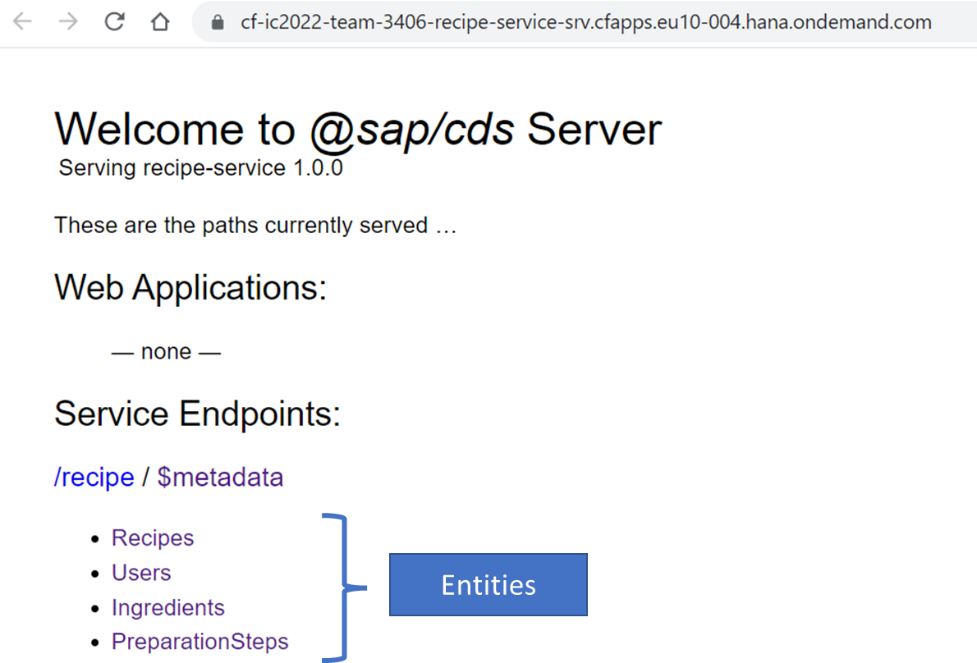 cf-ic2022-team-3406-recipe-service-srv.cfapps.eu10-004.hana.ondemand.com
Welcome to @sap/cds Server
Serving recipe-service 1.0.0
These are the paths currently served …
Web Applications:
— none —
Service Endpoints:
/recipe / $metadata
• Recipes
• Users
• Ingredients
• PreparationSteps
Entities